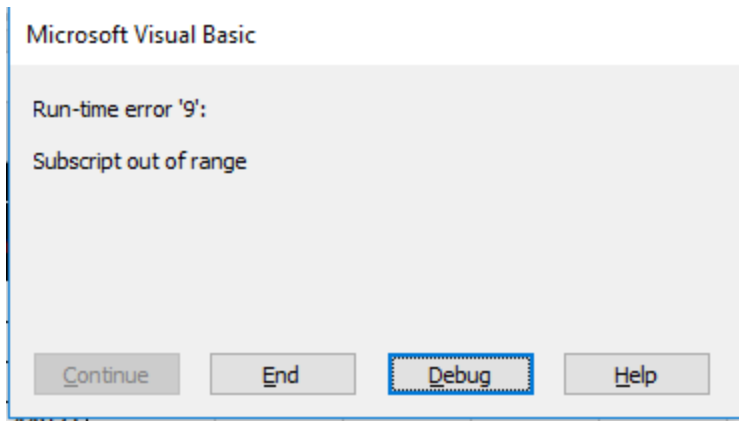 Microsoft Visual Basic
Run-time error '9':
Subscript out of range
Continue End Debug Help